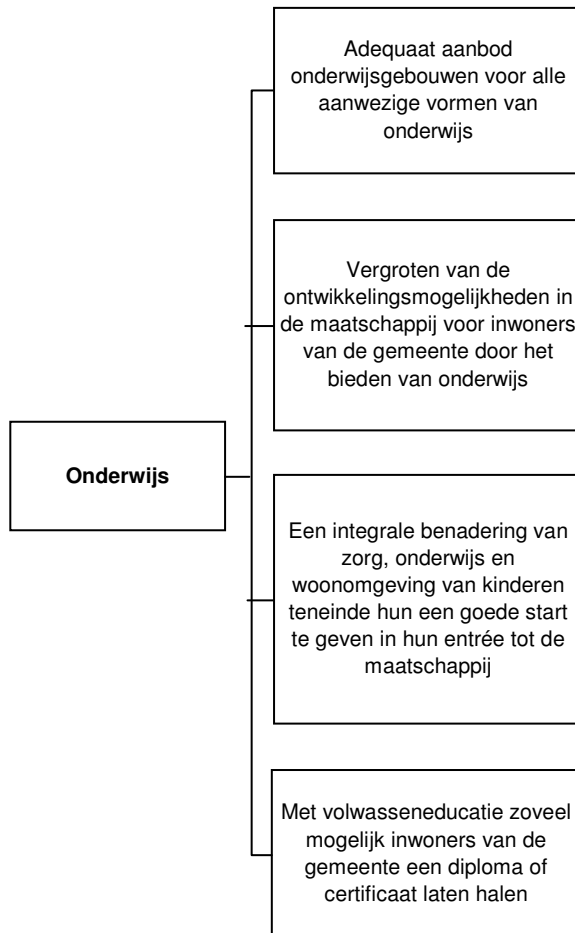 Adequaat aanbod
onderwijsgebouwen voor alle
aanwezige vormen van
onderwijs
Vergroten van de
ontwikkelingsmogelijkheden in
de maatschappij voor inwoners
van de gemeente door het
bieden van onderwijs
Onderwijs
Een integrale benadering van
zorg, onderwijs en
woonomgeving van kinderen
teneinde hun een goede start
te geven in hun entrée tot de
maatschappij
Met volwasseneducatie zoveel
mogelijk inwoners van de
gemeente een diploma of
certificaat laten halen